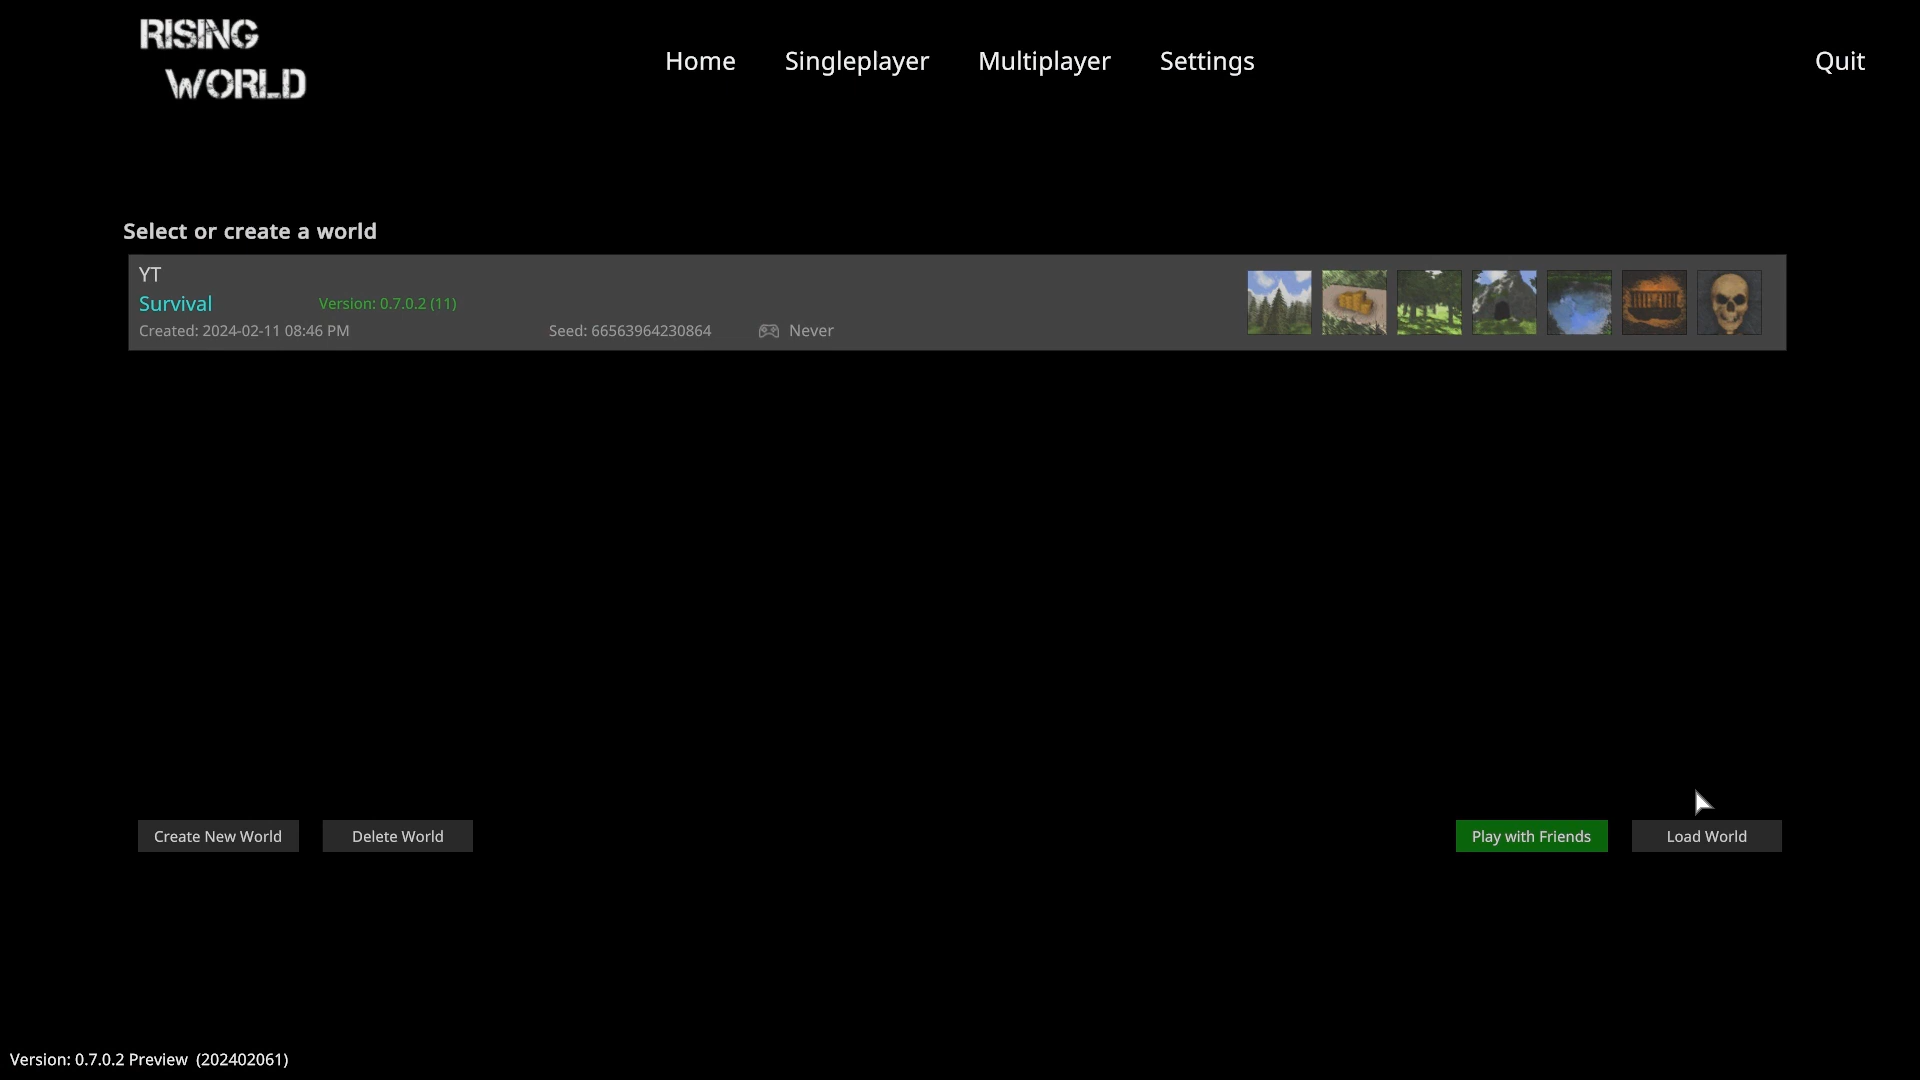 RISING
WORLD
Home
Singleplayer
Multiplayer
Settings
Quit
Select or create a world
YT
Survival
Version: 0.7.0.2 (11)
Created: 2024-02-11 08:46 PM
Seed: 66563964230864
Never
Create New World
Delete World
Play with Friends
Load World
Version: 0.7.0.2 Preview (202402061)